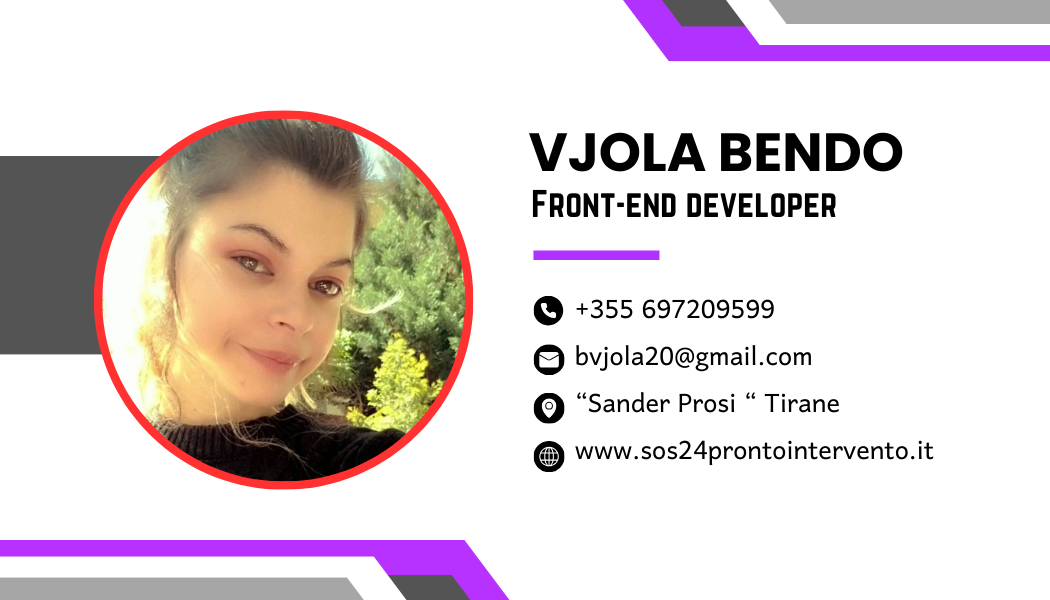 VJOLA BENDO
FRONT-END DEVELOPER
+355 697209599
bvjola20@gmail.com
“Sander Prosi “ Tirane
www.sos24prontointervento.it